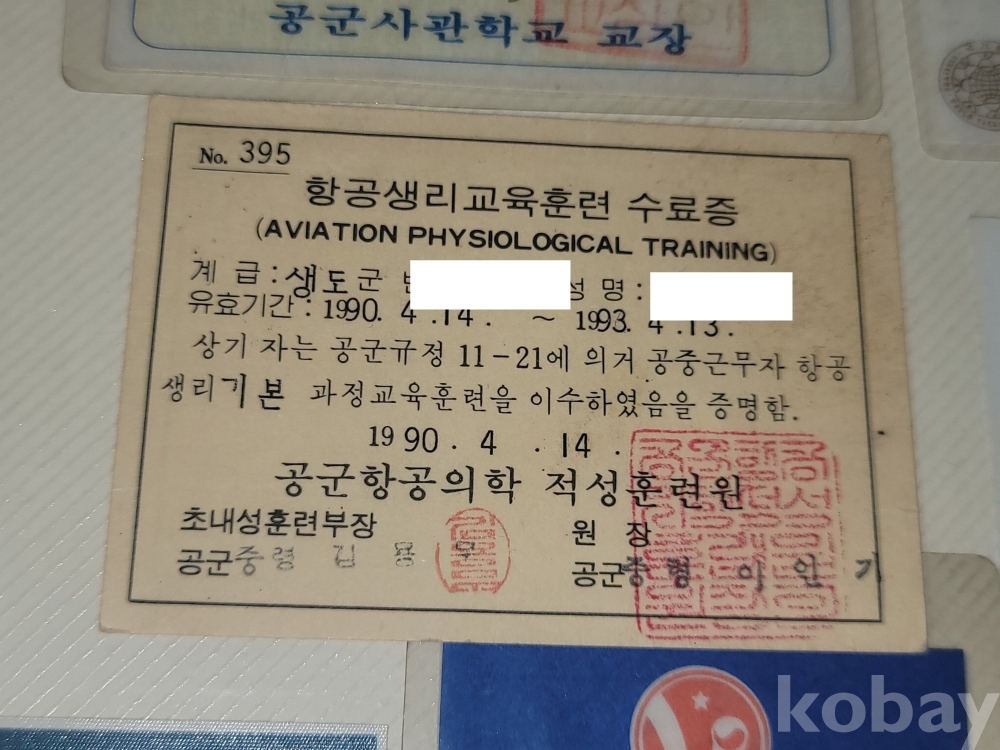 공군사관학교 교장
No. 395
항공생리교육훈련 수료증
(AVIATION PHYSIOLOGICAL TRAINING)
계 급 : 생도 군 성 명 :
유효기간 : 1990. 4 .14 . ~ 1993. 4 .13 .
상기 자는 공군규정 11-21에 의거 공중근무자 항공
생리기본 과정교육훈련을 이수하였음을 증명함.
1990 . 4 . 14 .
공군항공의학 적성훈련원
초내성훈련부장 원 장
공군중령 김 용 공군중령 이 인 기
kobay